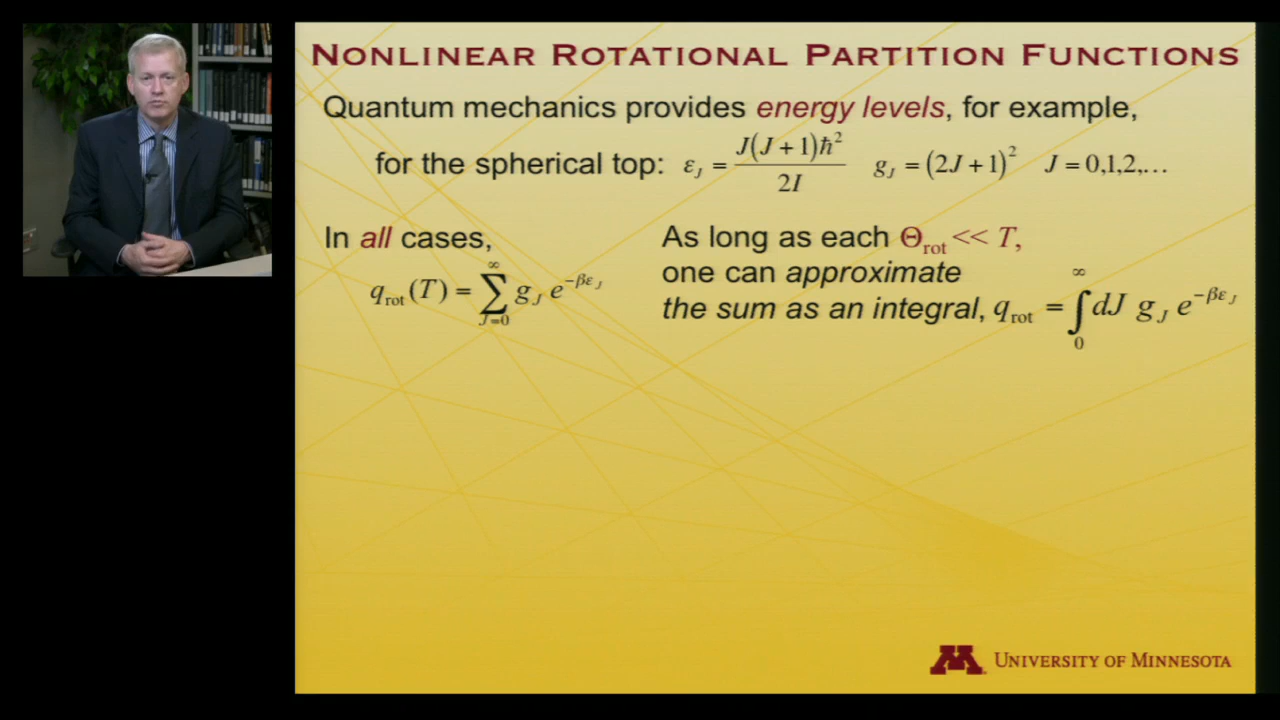 NONLINEAR ROTATIONAL PARTITION FUNCTIONS
Quantum mechanics provides energy levels, for example,
for the spherical top: ε_J = J(J + 1)ħ² / 2I   g_J = (2J + 1)²   J = 0,1,2,…
In all cases,
q_rot(T) = ∑_{J=0}^{∞} g_J e^{−βε_J}
As long as each Θ_rot << T,
one can approximate
the sum as an integral, q_rot = ∫_0^∞ dJ g_J e^{−βε_J}
M UNIVERSITY OF MINNESOTA